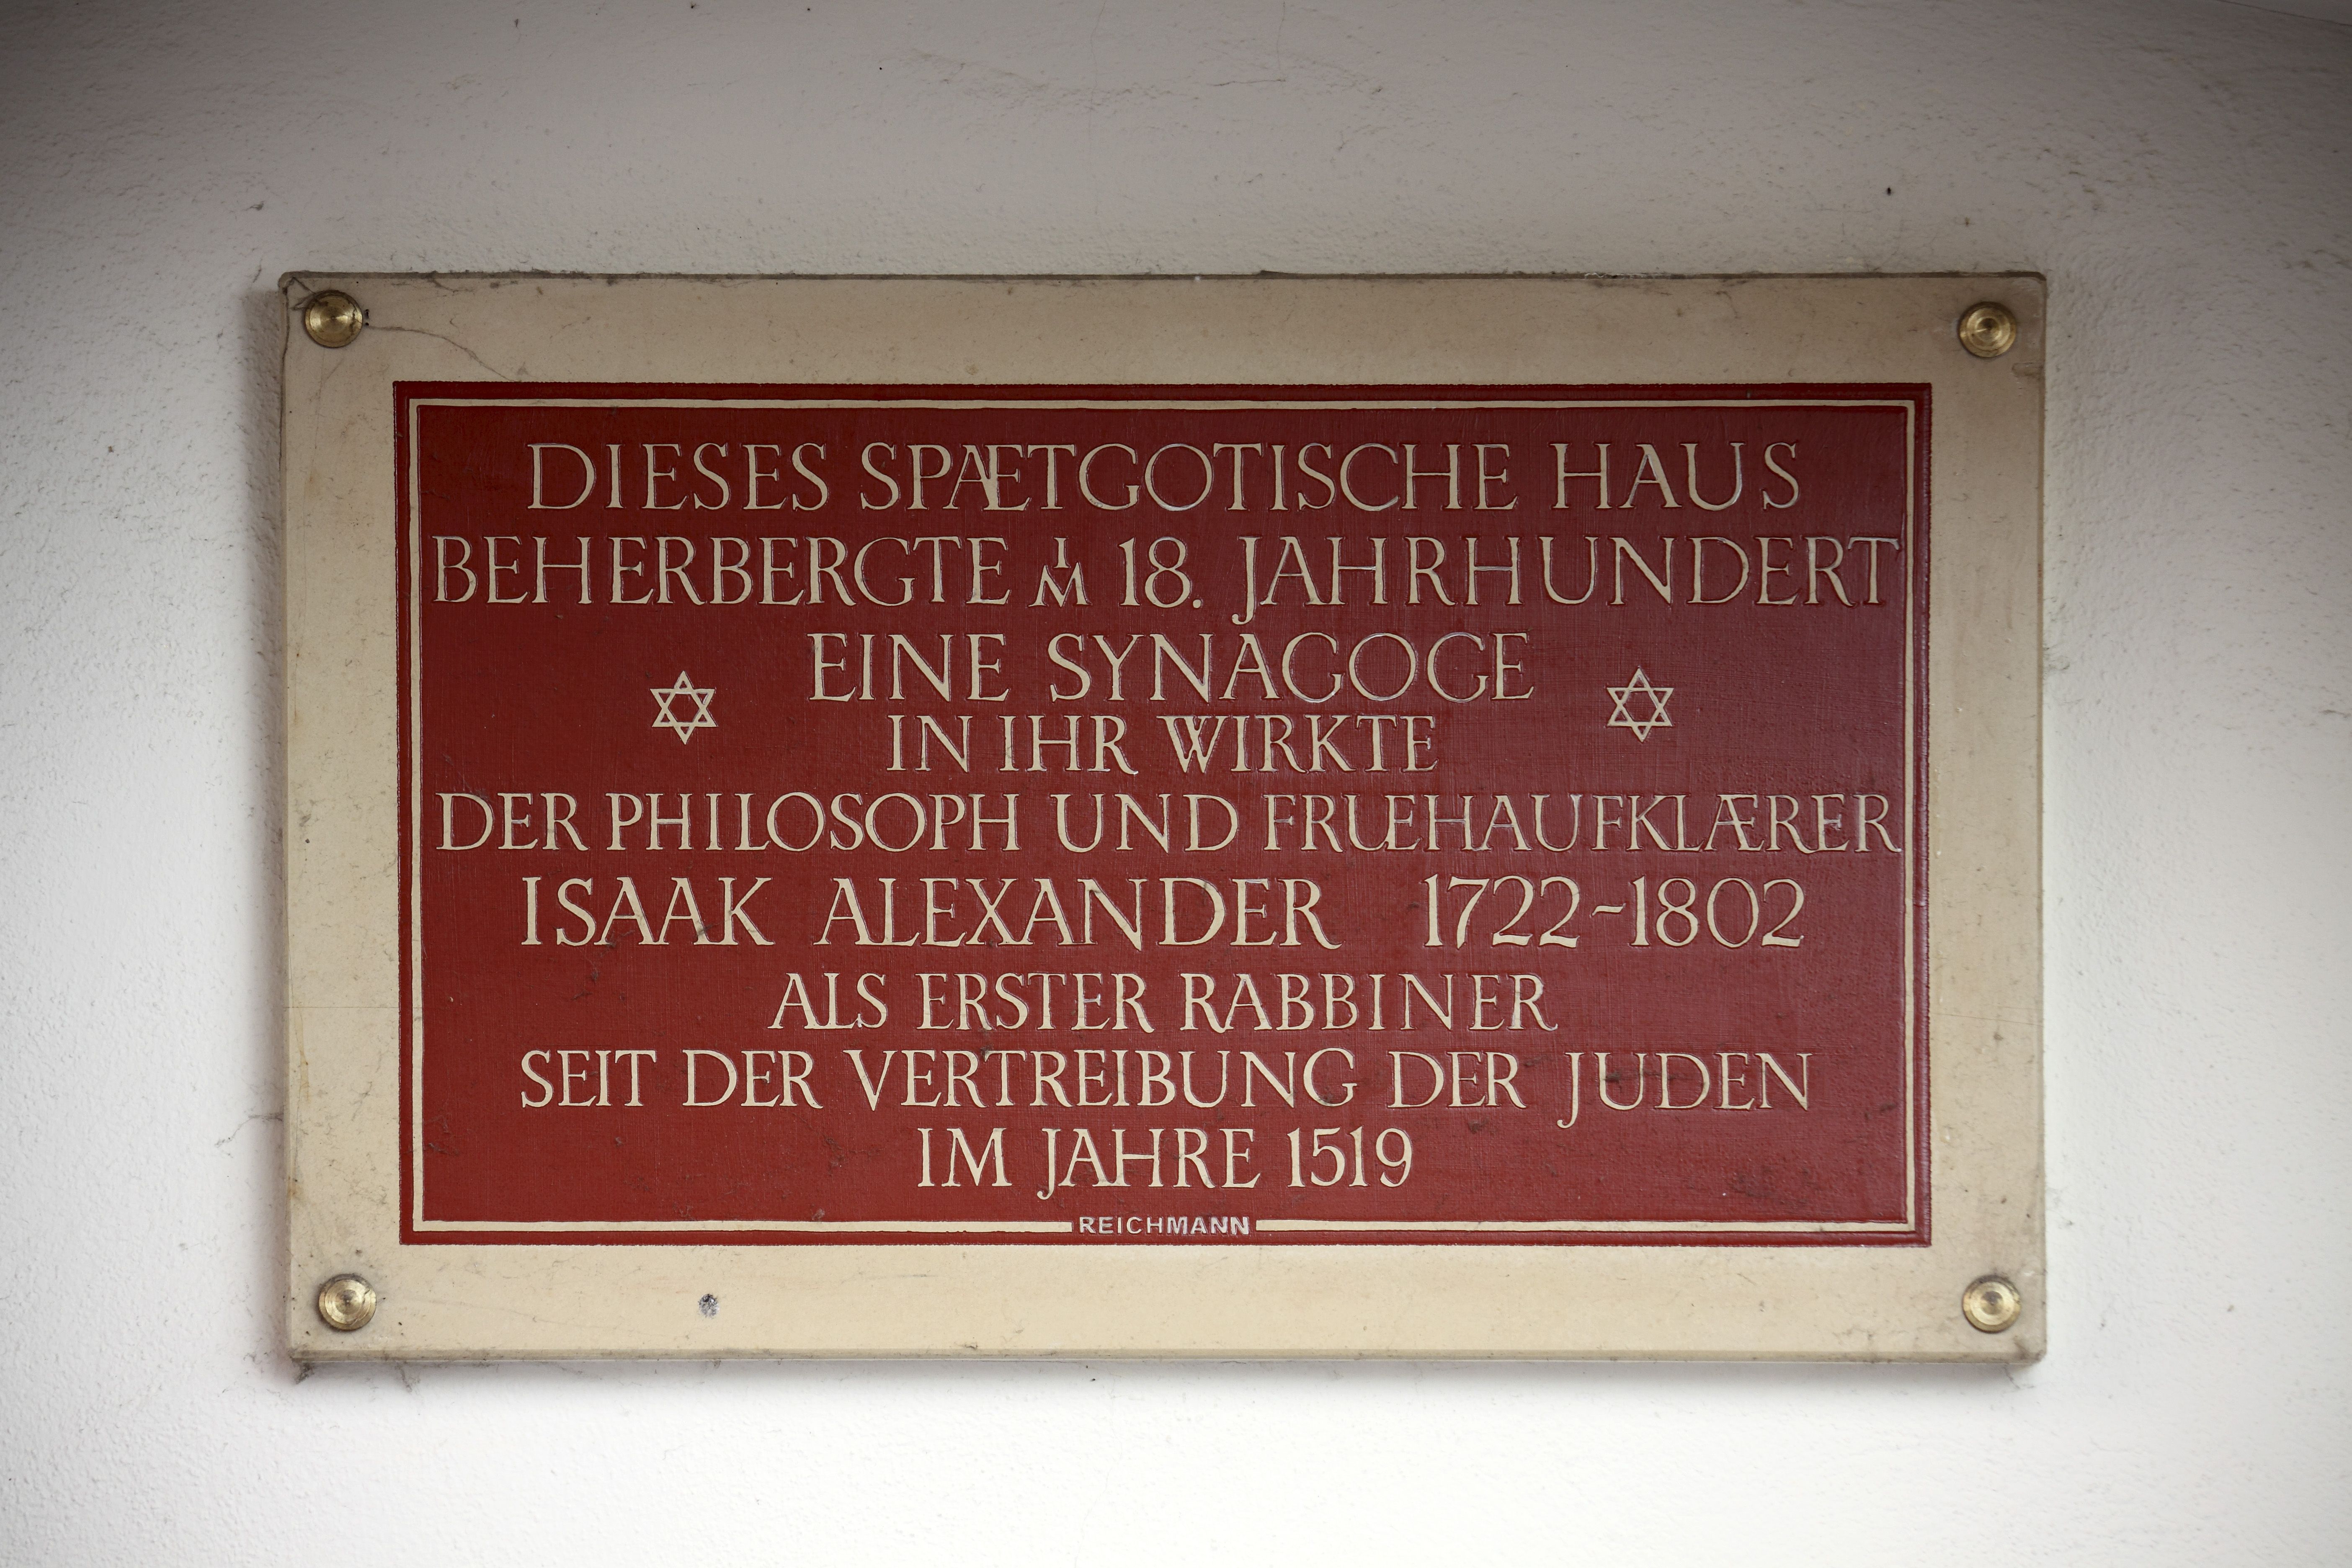 DIESES SPÆTGOTISCHE HAUS
BEHERBERGTE IM 18. JAHRHUNDERT
EINE SYNAGOGE
IN IHR WIRKTE
DER PHILOSOPH UND FRUEHAUFKLÆRER
ISAAK ALEXANDER 1722-1802
ALS ERSTER RABBINER
SEIT DER VERTREIBUNG DER JUDEN
IM JAHRE 1519
REICHMANN